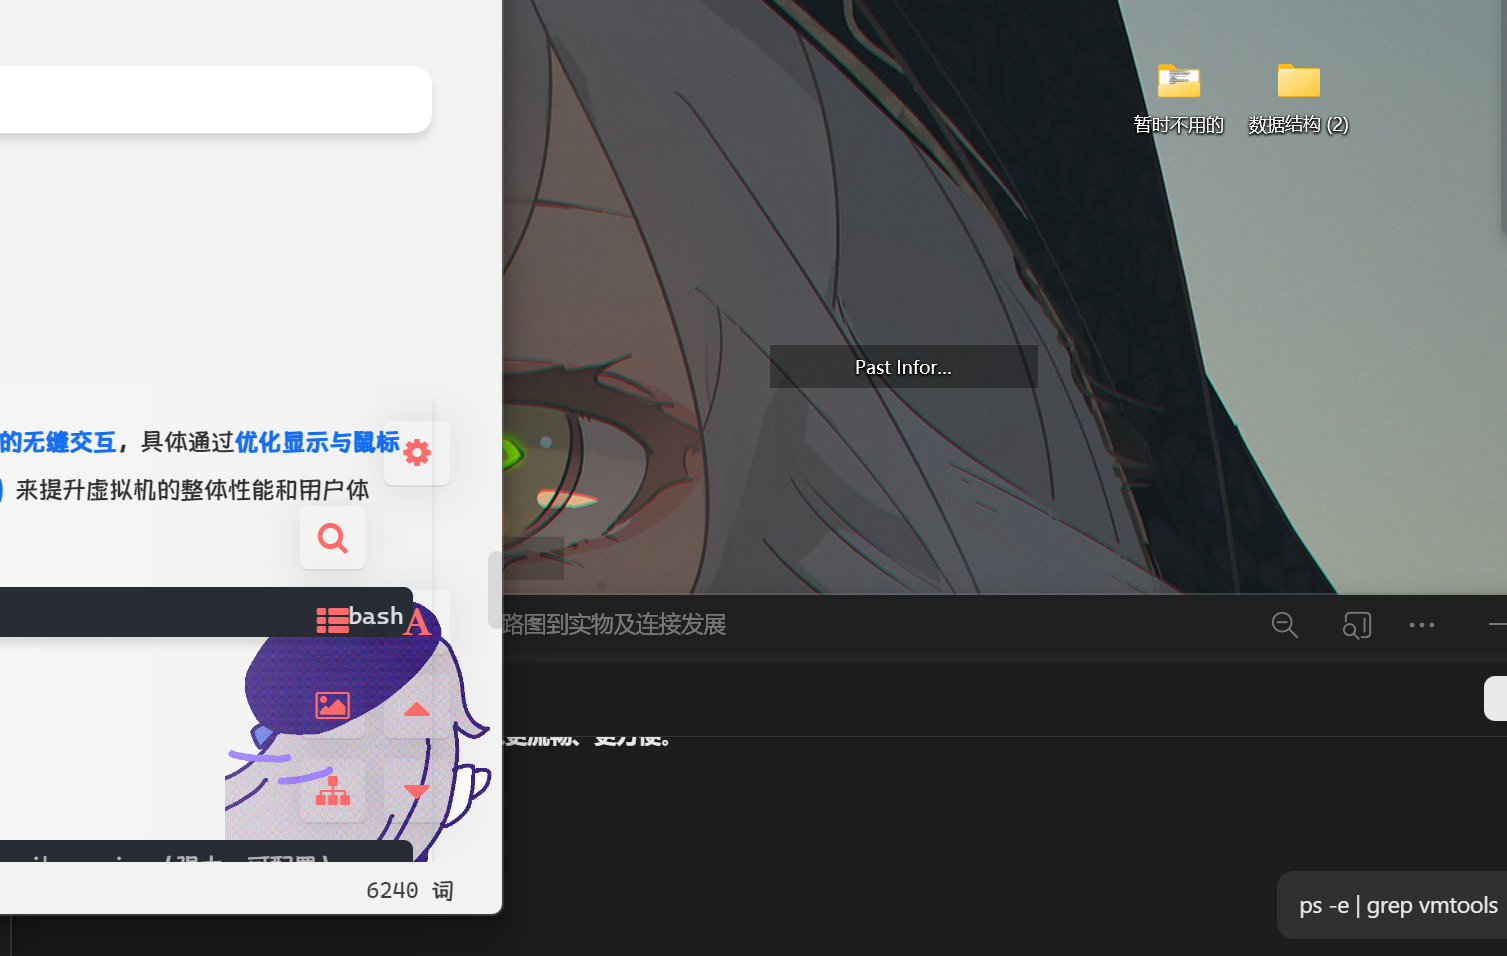 暂时不用的
数据结构 (2)
Past Infor...
的无缝交互，具体通过优化显示与鼠标
）来提升虚拟机的整体性能和用户体
bash
A
路图到实物及连接发展
更流畅、更方便。
6240 词
ps -e | grep vmtools